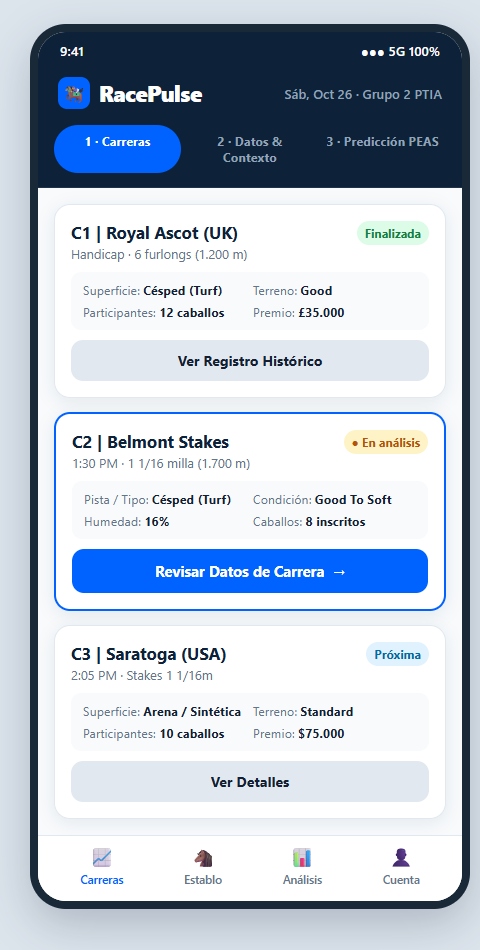 9:41
●●● 5G 100%
RacePulse
Sáb, Oct 26 · Grupo 2 PTIA
1 · Carreras
2 · Datos &
Contexto
3 · Predicción PEAS
C1 | Royal Ascot (UK)
Finalizada
Handicap · 6 furlongs (1.200 m)
Superficie: Césped (Turf)
Terreno: Good
Participantes: 12 caballos
Premio: £35.000
Ver Registro Histórico
C2 | Belmont Stakes
● En análisis
1:30 PM · 1 1/16 milla (1.700 m)
Pista / Tipo: Césped (Turf)
Condición: Good To Soft
Humedad: 16%
Caballos: 8 inscritos
Revisar Datos de Carrera →
C3 | Saratoga (USA)
Próxima
2:05 PM · Stakes 1 1/16m
Superficie: Arena / Sintética
Terreno: Standard
Participantes: 10 caballos
Premio: $75.000
Ver Detalles
Carreras
Establo
Análisis
Cuenta